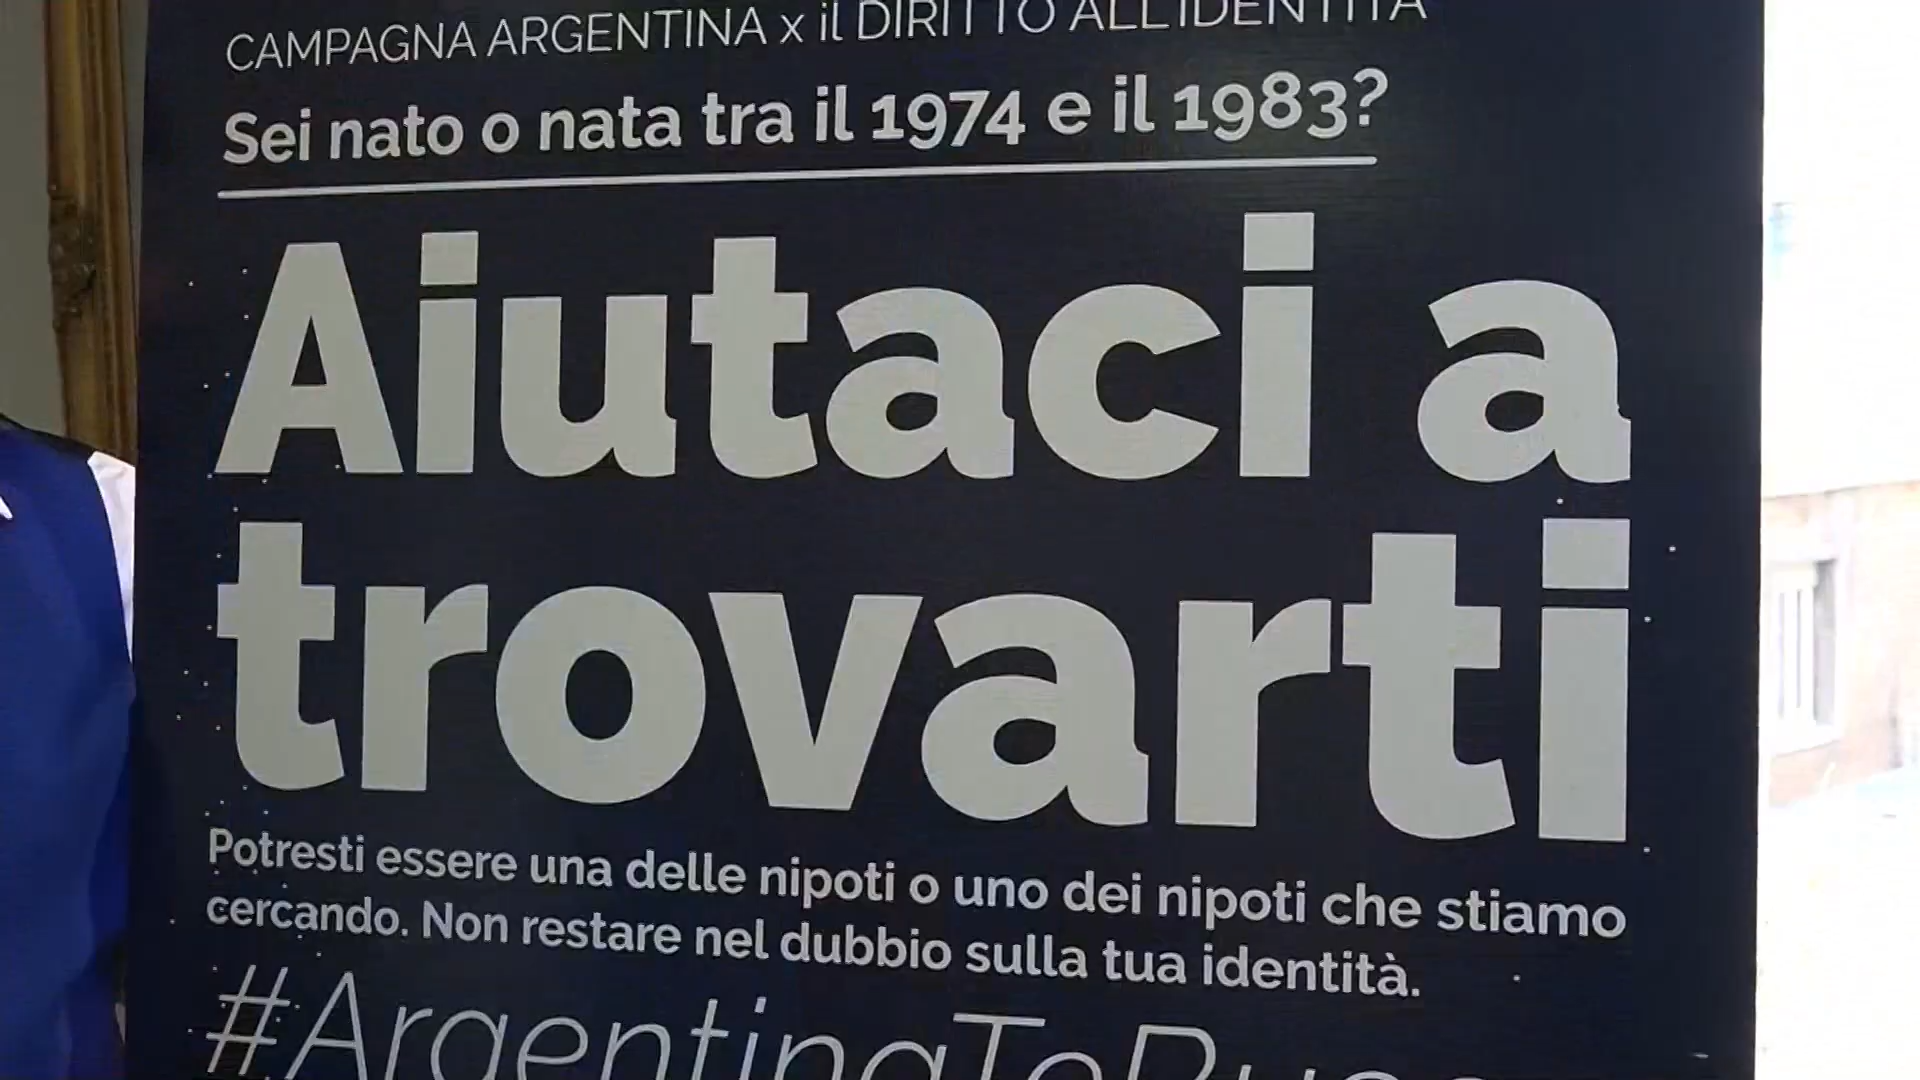 CAMPAGNA ARGENTINA x il DIRITTO ALL'IDENTITÀ
Sei nato o nata tra il 1974 e il 1983?
Aiutaci a
trovarti
Potresti essere una delle nipoti o uno dei nipoti che stiamo
cercando. Non restare nel dubbio sulla tua identità.